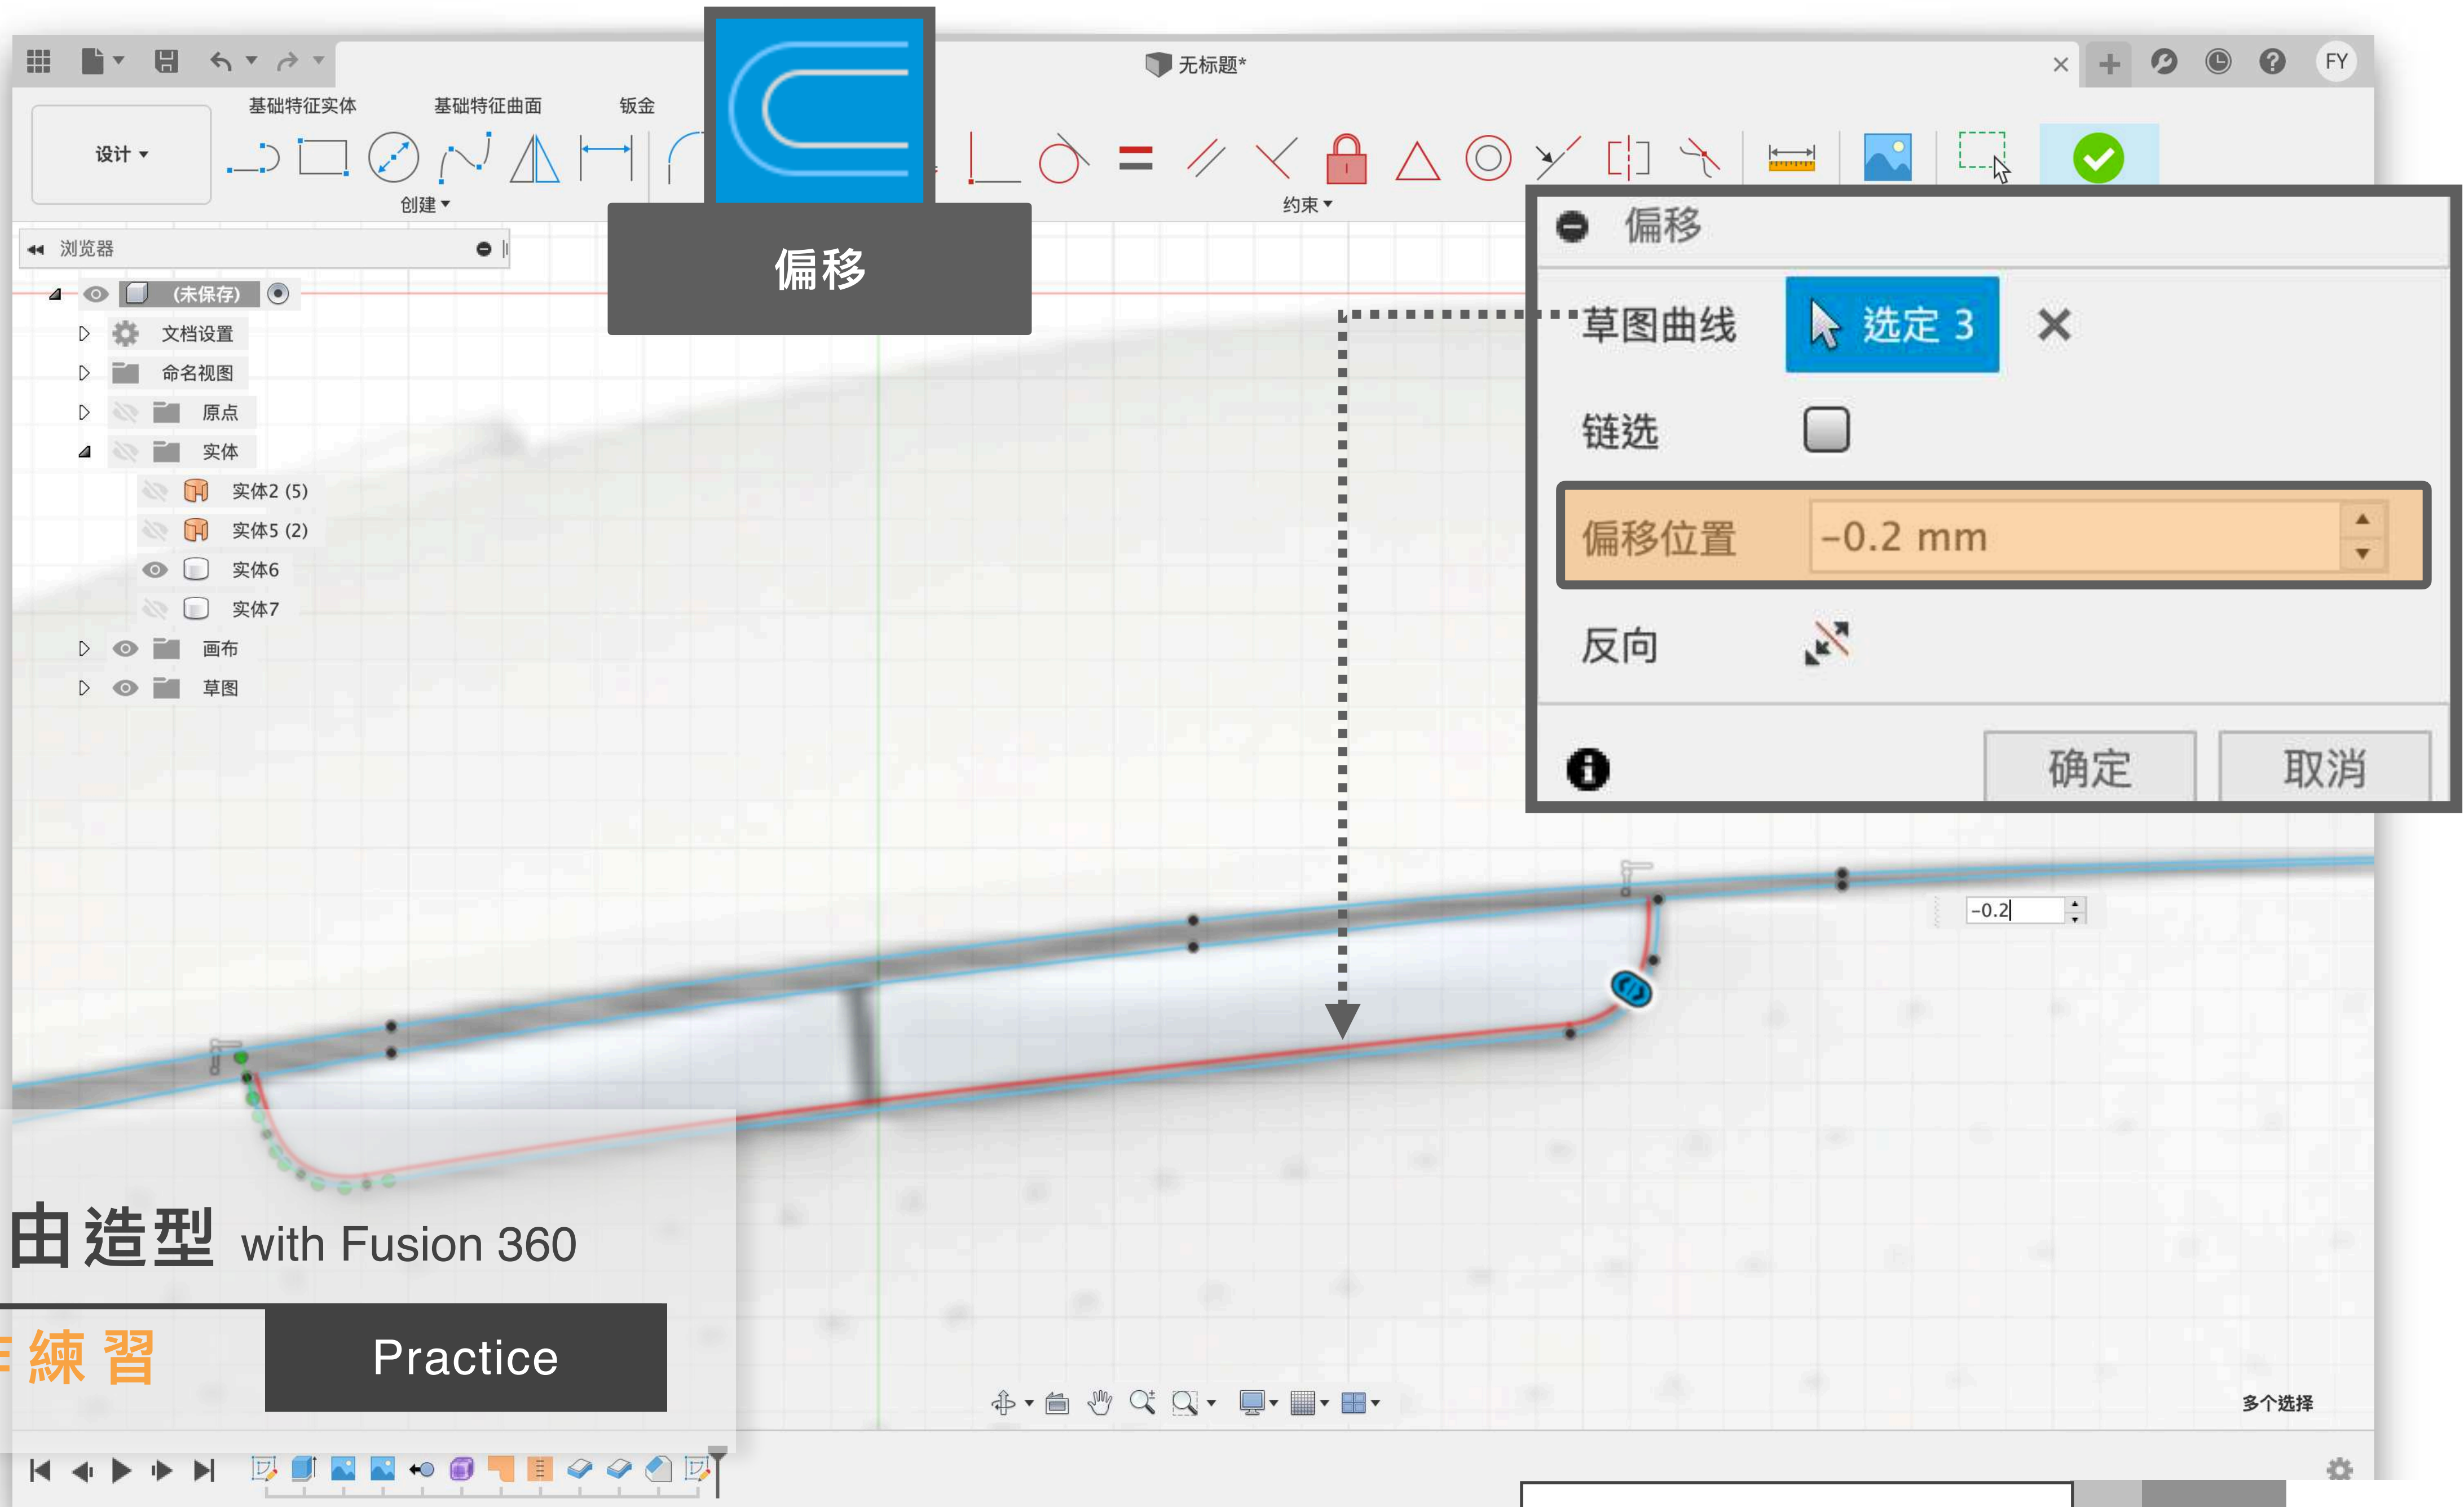 无标题*
FY
基础特征实体
基础特征曲面
钣金
设计
创建
约束
偏移
浏览器
(未保存)
文档设置
命名视图
原点
实体
实体2 (5)
实体5 (2)
实体6
实体7
画布
草图
偏移
草图曲线
选定 3
链选
偏移位置
-0.2 mm
反向
确定
取消
-0.2
由造型 with Fusion 360
練習
Practice
多个选择